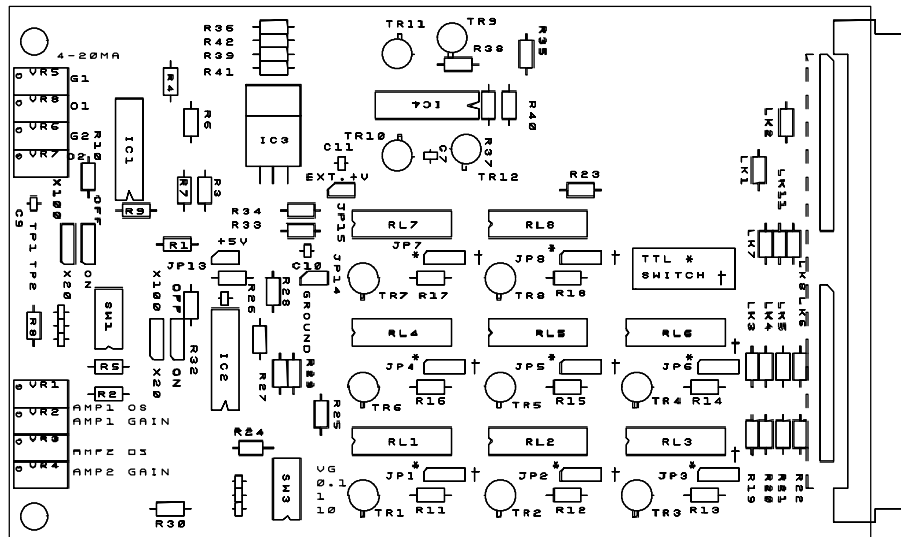 R36
R42
R39
R41
TR11
TR9
R38
R35
4-20MA
VR5
G1
VR8
O1
VR6
G2
VR7
O2
R10
IC1
R4
R6
IC3
IC4
R40
TR10
C11
C7
R37
TR12
EXT.+V
LK2
LK1
LK11
R23
X100
OFF
C9
TP1
TP2
R9
R7
R3
R34
R33
JP15
RL7
RL8
R1
+5V
JP13
C10
JP14
JP7
*
†
JP8
*
†
TTL *
SWITCH †
LK7
LK8
X20
ON
X100
OFF
R26
R28
GROUND
TR7
R17
TR8
R18
LK3
LK4
LK5
LK6
R8
SW1
R32
IC2
RL4
RL5
RL6
†
R5
R2
X20
ON
R27
R25
JP4
*
†
JP5
*
†
JP6
*
TR6
R16
TR5
R15
TR4
R14
VR1
AMP1 OS
VR2
AMP1 GAIN
VR3
AMP2 OS
VR4
AMP2 GAIN
R24
RL1
RL2
RL3
†
SW3
VG
0.1
1
10
JP1
*
†
JP2
*
†
JP3
*
R30
TR1
R11
TR2
R12
TR3
R13
R19
R20
R21
R22